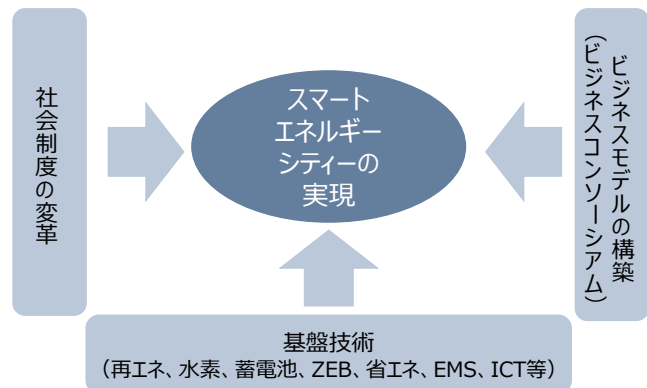 社会制度の変革
スマート
エネルギー
シティーの
実現
ビジネスモデルの構築
（ビジネスコンソーシアム）
基盤技術
（再エネ、水素、蓄電池、ZEB、省エネ、EMS、ICT等）